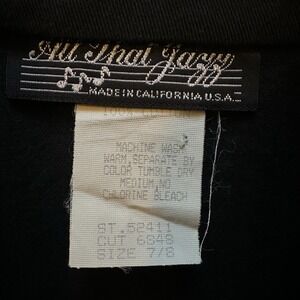 All That Jazz
MADE IN CALIFORNIA U.S.A.
MACHINE WASH
WARM, SEPARATE BY
COLOR TUMBLE DRY
MEDIUM, NO
CHLORINE BLEACH
ST. 52411
CUT 6848
SIZE 7/8